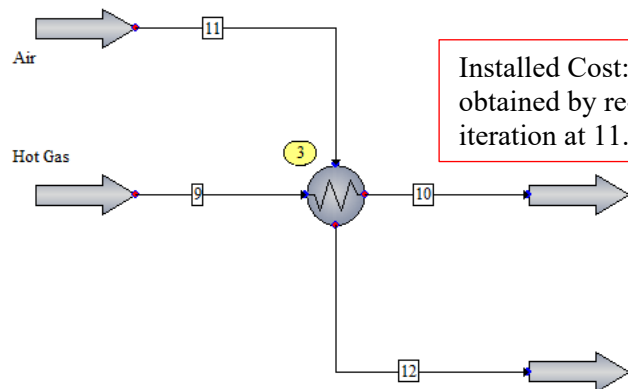 11
Air
Installed Cost:
obtained by re
iteration at 11.
Hot Gas
3
9
10
12